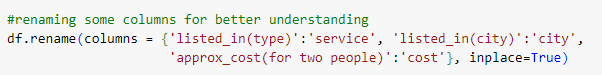 #renaming some columns for better understanding
df.rename(columns = {'listed_in(type)':'service', 'listed_in(city)':'city',
'approx_cost(for two people)':'cost'}, inplace=True)